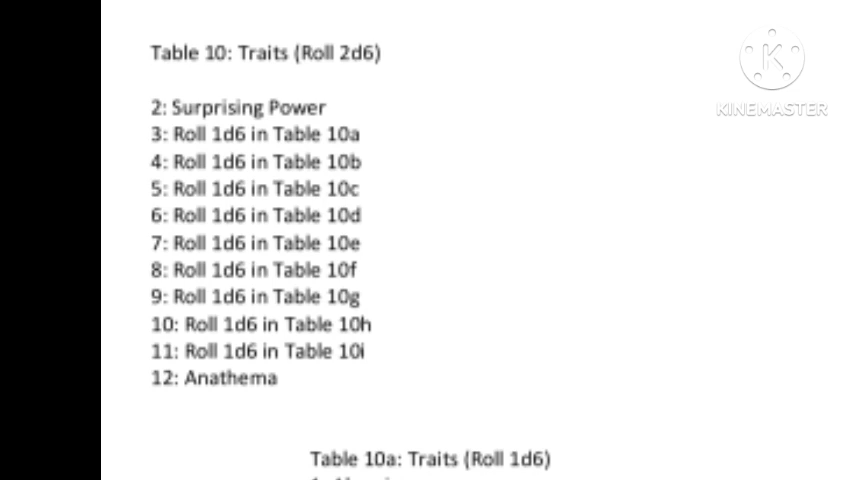 Table 10: Traits (Roll 2d6)
KINEMASTER
2: Surprising Power
3: Roll 1d6 in Table 10a
4: Roll 1d6 in Table 10b
5: Roll 1d6 in Table 10c
6: Roll 1d6 in Table 10d
7: Roll 1d6 in Table 10e
8: Roll 1d6 in Table 10f
9: Roll 1d6 in Table 10g
10: Roll 1d6 in Table 10h
11: Roll 1d6 in Table 10i
12: Anathema
Table 10a: Traits (Roll 1d6)